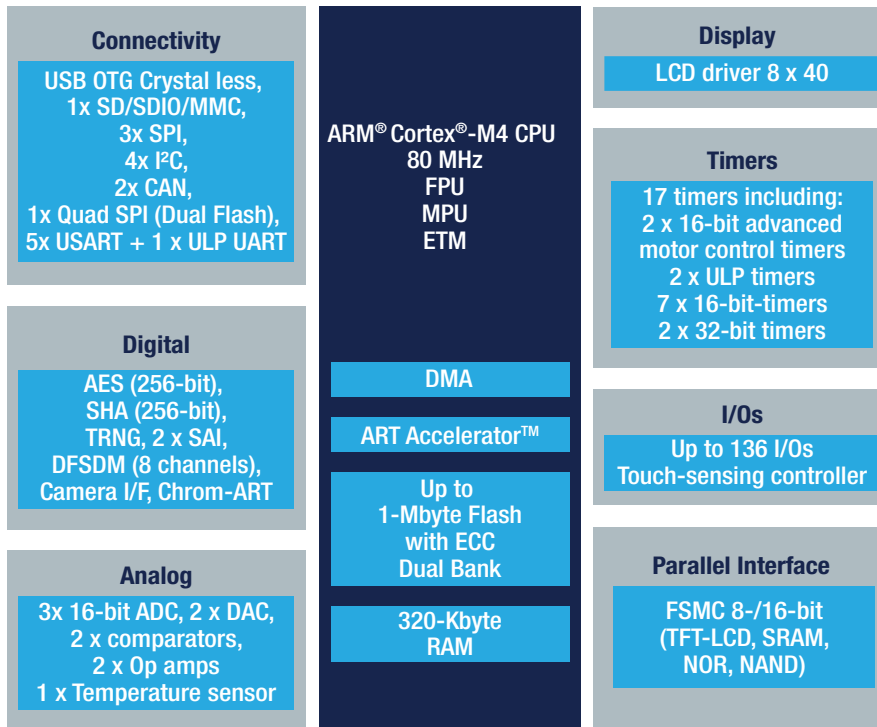 Connectivity
USB OTG Crystal less,
1x SD/SDIO/MMC,
3x SPI,
4x I²C,
2x CAN,
1x Quad SPI (Dual Flash),
5x USART + 1 x ULP UART
Digital
AES (256-bit),
SHA (256-bit),
TRNG, 2 x SAI,
DFSDM (8 channels),
Camera I/F, Chrom-ART
Analog
3x 16-bit ADC, 2 x DAC,
2 x comparators,
2 x Op amps
1 x Temperature sensor
ARM® Cortex®-M4 CPU
80 MHz
FPU
MPU
ETM
DMA
ART Accelerator™
Up to
1-Mbyte Flash
with ECC
Dual Bank
320-Kbyte
RAM
Display
LCD driver 8 x 40
Timers
17 timers including:
2 x 16-bit advanced
motor control timers
2 x ULP timers
7 x 16-bit-timers
2 x 32-bit timers
I/Os
Up to 136 I/Os
Touch-sensing controller
Parallel Interface
FSMC 8-/16-bit
(TFT-LCD, SRAM,
NOR, NAND)